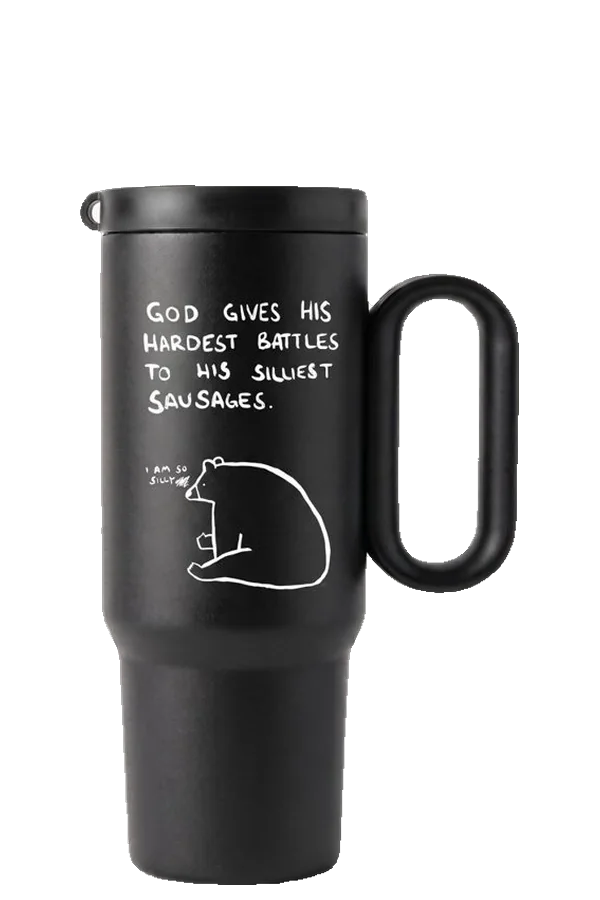 GOD GIVES HIS
HARDEST BATTLES
TO HIS SILLIEST
SAUSAGES.
I AM SO
SILLY